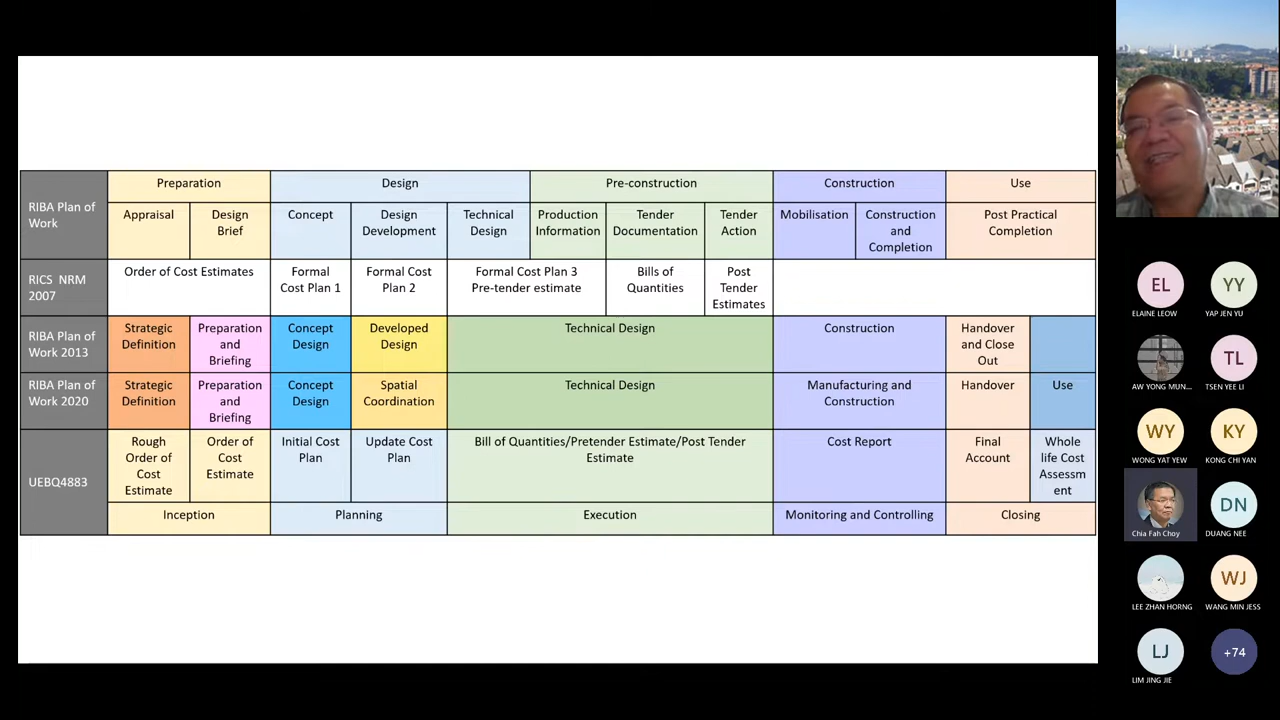 RIBA Plan of
Work
Preparation
Design
Pre-construction
Construction
Use
Appraisal
Design
Brief
Concept
Design
Development
Technical
Design
Production
Information
Tender
Documentation
Tender
Action
Mobilisation
Construction
and
Completion
Post Practical
Completion
RICS NRM
2007
Order of Cost Estimates
Formal
Cost Plan 1
Formal Cost
Plan 2
Formal Cost Plan 3
Pre-tender estimate
Bills of
Quantities
Post
Tender
Estimates
RIBA Plan of
Work 2013
Strategic
Definition
Preparation
and
Briefing
Concept
Design
Developed
Design
Technical Design
Construction
Handover
and Close
Out
RIBA Plan of
Work 2020
Strategic
Definition
Preparation
and
Briefing
Concept
Design
Spatial
Coordination
Technical Design
Manufacturing and
Construction
Handover
Use
UEBQ4883
Rough
Order of
Cost
Estimate
Order of
Cost
Estimate
Initial Cost
Plan
Update Cost
Plan
Bill of Quantities/Pretender Estimate/Post Tender
Estimate
Cost Report
Final
Account
Whole
life Cost
Assessm
ent
Inception
Planning
Execution
Monitoring and Controlling
Closing
EL
ELAINE LEOW
YY
YAP JEN YU
AW YONG MUN...
TL
TSEN YEE LI
WY
WONG YAT YEW
KY
KONG CHI YAN
Chia Fah Choy
DN
DUANG NEE
LEE ZHAN HORNG
WJ
WANG MIN JESS
LJ
LIM JING JIE
+74